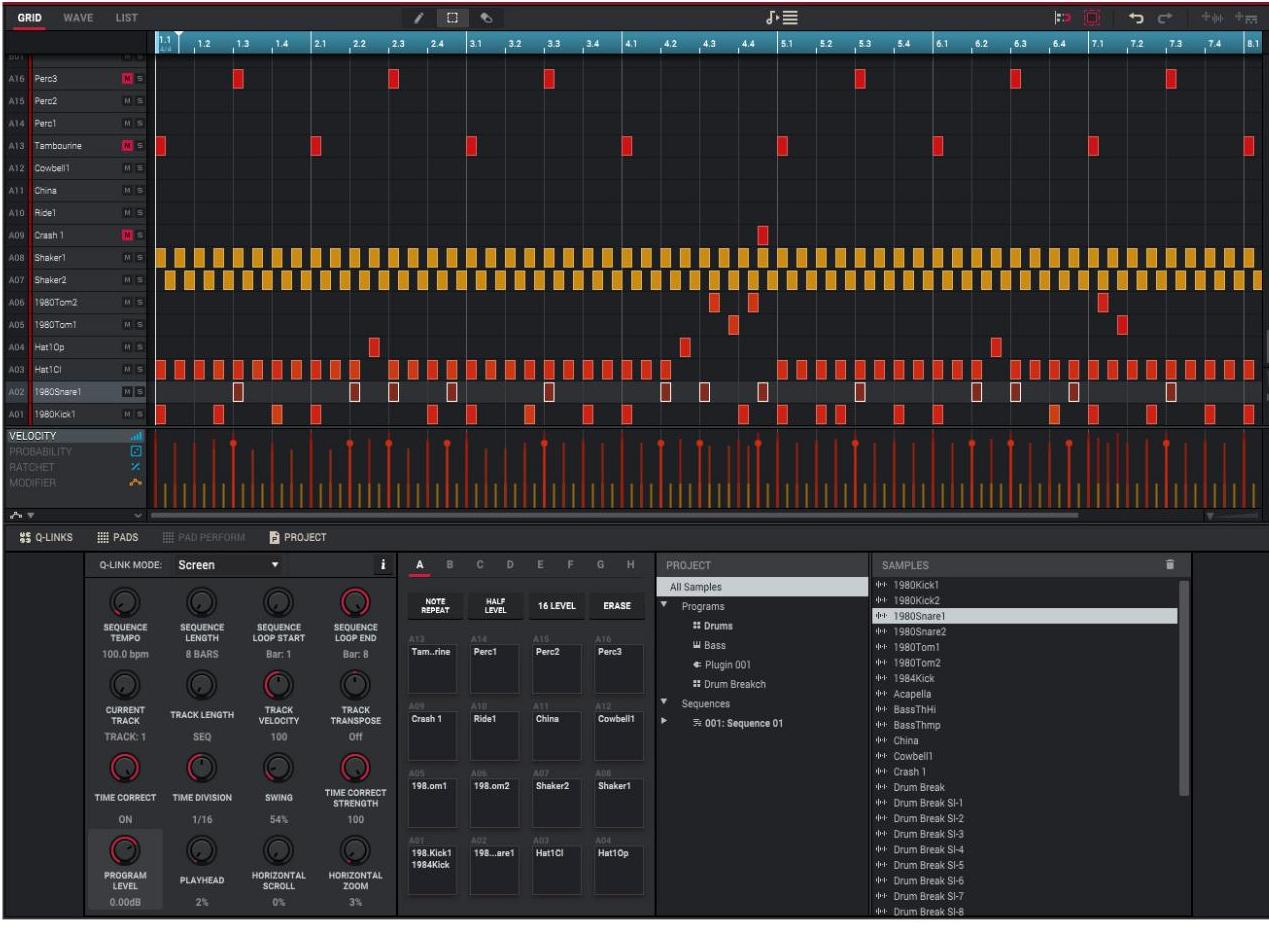 GRID WAVE LIST
1.1 1.2 1.3 1.4 2.1 2.2 2.3 2.4 3.1 3.2 3.3 3.4 4.1 4.2 4.3 4.4 5.1 5.2 5.3 5.4 6.1 6.2 6.3 6.4 7.1 7.2 7.3 7.4 8.1
4/4
B01 M S
A16 Perc3 M S
A15 Perc2 M S
A14 Perc1 M S
A13 Tambourine M S
A12 Cowbell1 M S
A11 China M S
A10 Ride1 M S
A09 Crash 1 M S
A08 Shaker1 M S
A07 Shaker2 M S
A06 1980Tom2 M S
A05 1980Tom1 M S
A04 Hat1Op M S
A03 Hat1Cl M S
A02 1980Snare1 M S
A01 1980Kick1 M S
VELOCITY
PROBABILITY
RATCHET
MODIFIER
Q-LINKS PADS PAD PERFORM PROJECT
Q-LINK MODE: Screen i
SEQUENCE TEMPO
100.0 bpm
SEQUENCE LENGTH
8 BARS
SEQUENCE LOOP START
Bar: 1
SEQUENCE LOOP END
Bar: 8
CURRENT TRACK
TRACK: 1
TRACK LENGTH
SEQ
TRACK VELOCITY
100
TRACK TRANSPOSE
Off
TIME CORRECT
ON
TIME DIVISION
1/16
SWING
54%
TIME CORRECT STRENGTH
100
PROGRAM LEVEL
0.00dB
PLAYHEAD
2%
HORIZONTAL SCROLL
0%
HORIZONTAL ZOOM
3%
A B C D E F G H
NOTE REPEAT
HALF LEVEL
16 LEVEL
ERASE
A13 A14 A15 A16
Tam..rine Perc1 Perc2 Perc3
A09 A10 A11 A12
Crash 1 Ride1 China Cowbell1
A05 A06 A07 A08
198.om1 198.om2 Shaker2 Shaker1
A01 A02 A03 A04
198.Kick1 198...are1 Hat1Cl Hat1Op
1984Kick
PROJECT
All Samples
Programs
Drums
Bass
Plugin 001
Drum Breakch
Sequences
001: Sequence 01
SAMPLES
1980Kick1
1980Kick2
1980Snare1
1980Snare2
1980Tom1
1980Tom2
1984Kick
Acapella
BassThHi
BassThmp
China
Cowbell1
Crash 1
Drum Break
Drum Break Sl-1
Drum Break Sl-2
Drum Break Sl-3
Drum Break Sl-4
Drum Break Sl-5
Drum Break Sl-6
Drum Break Sl-7
Drum Break Sl-8